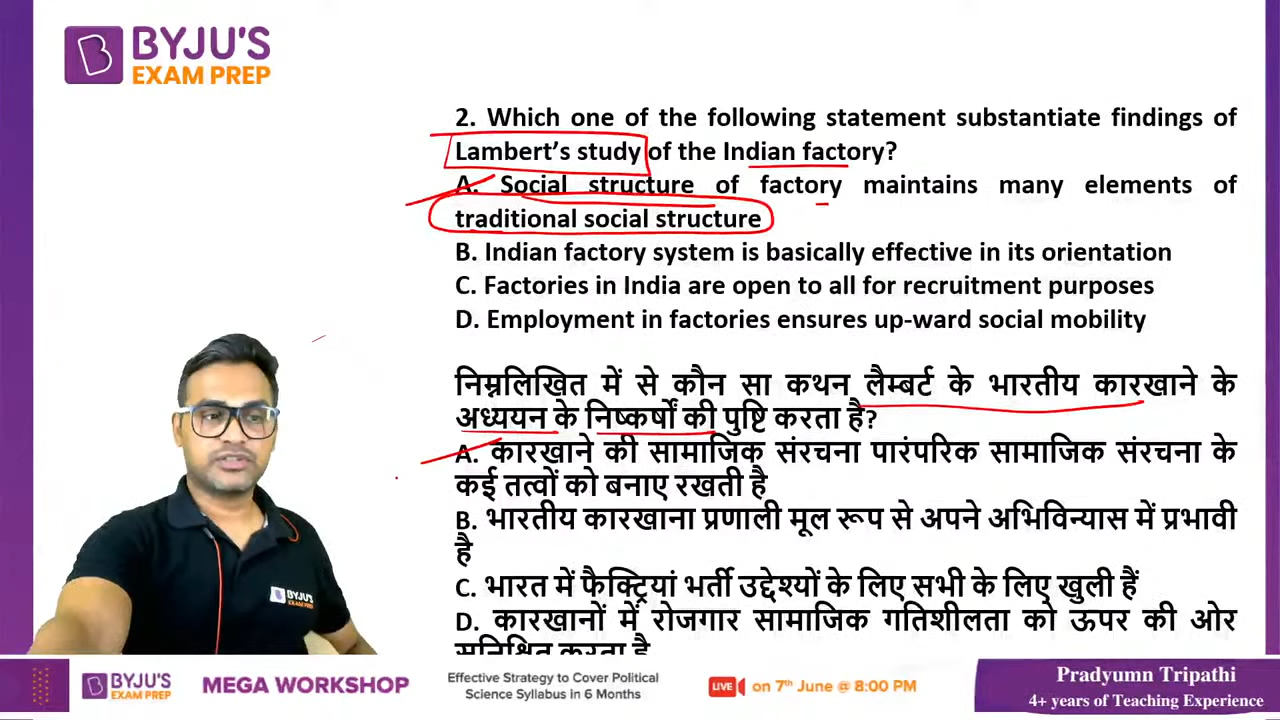 BYJU'S
EXAM PREP
2. Which one of the following statement substantiate findings of
Lambert's study of the Indian factory?
A. Social structure of factory maintains many elements of
traditional social structure
B. Indian factory system is basically effective in its orientation
C. Factories in India are open to all for recruitment purposes
D. Employment in factories ensures up-ward social mobility
निम्नलिखित में से कौन सा कथन लैम्बर्ट के भारतीय कारखाने के
अध्ययन के निष्कर्षों की पुष्टि करता है?
A. कारखाने की सामाजिक संरचना पारंपरिक सामाजिक संरचना के
कई तत्वों को बनाए रखती है
B. भारतीय कारखाना प्रणाली मूल रूप से अपने अभिविन्यास में प्रभावी
है
C. भारत में फैक्ट्रियां भर्ती उद्देश्यों के लिए सभी के लिए खुली हैं
D. कारखानों में रोजगार सामाजिक गतिशीलता को ऊपर की ओर
सुनिश्चित करता है
BYJU'S
EXAM PREP
BYJU'S
EXAM PREP
MEGA WORKSHOP
Effective Strategy to Cover Political
Science Syllabus in 6 Months
LIVE on 7th June @ 8:00 PM
Pradyumn Tripathi
4+ years of Teaching Experience